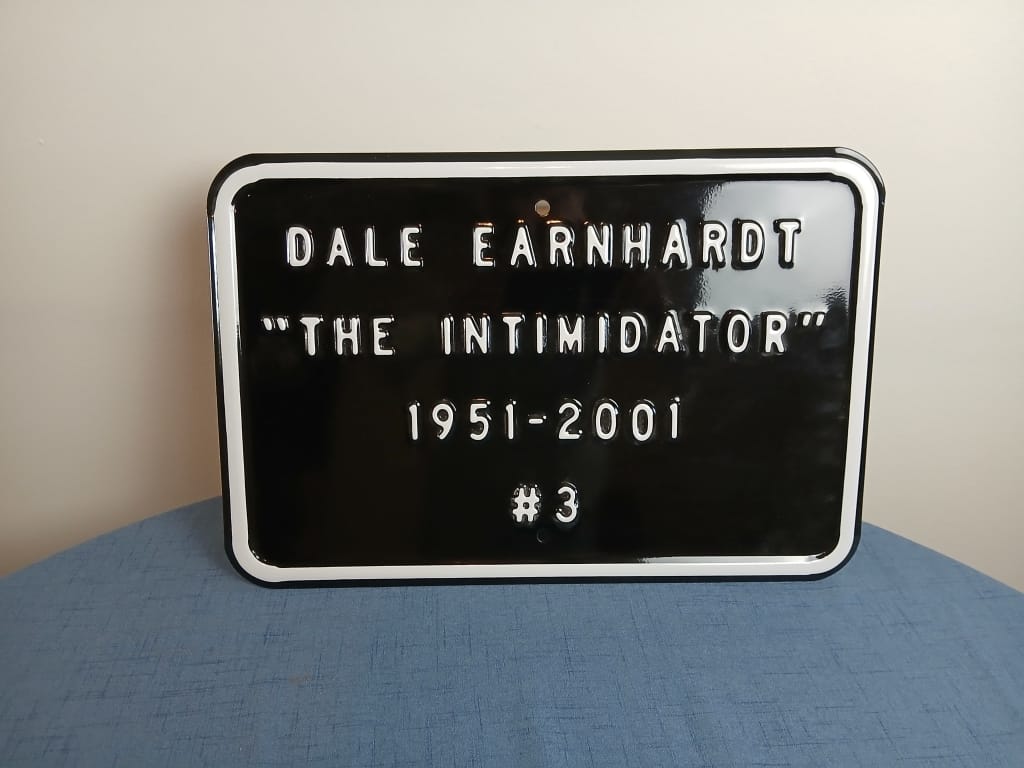 DALE EARNHARDT
"THE INTIMIDATOR"
1951-2001
#3